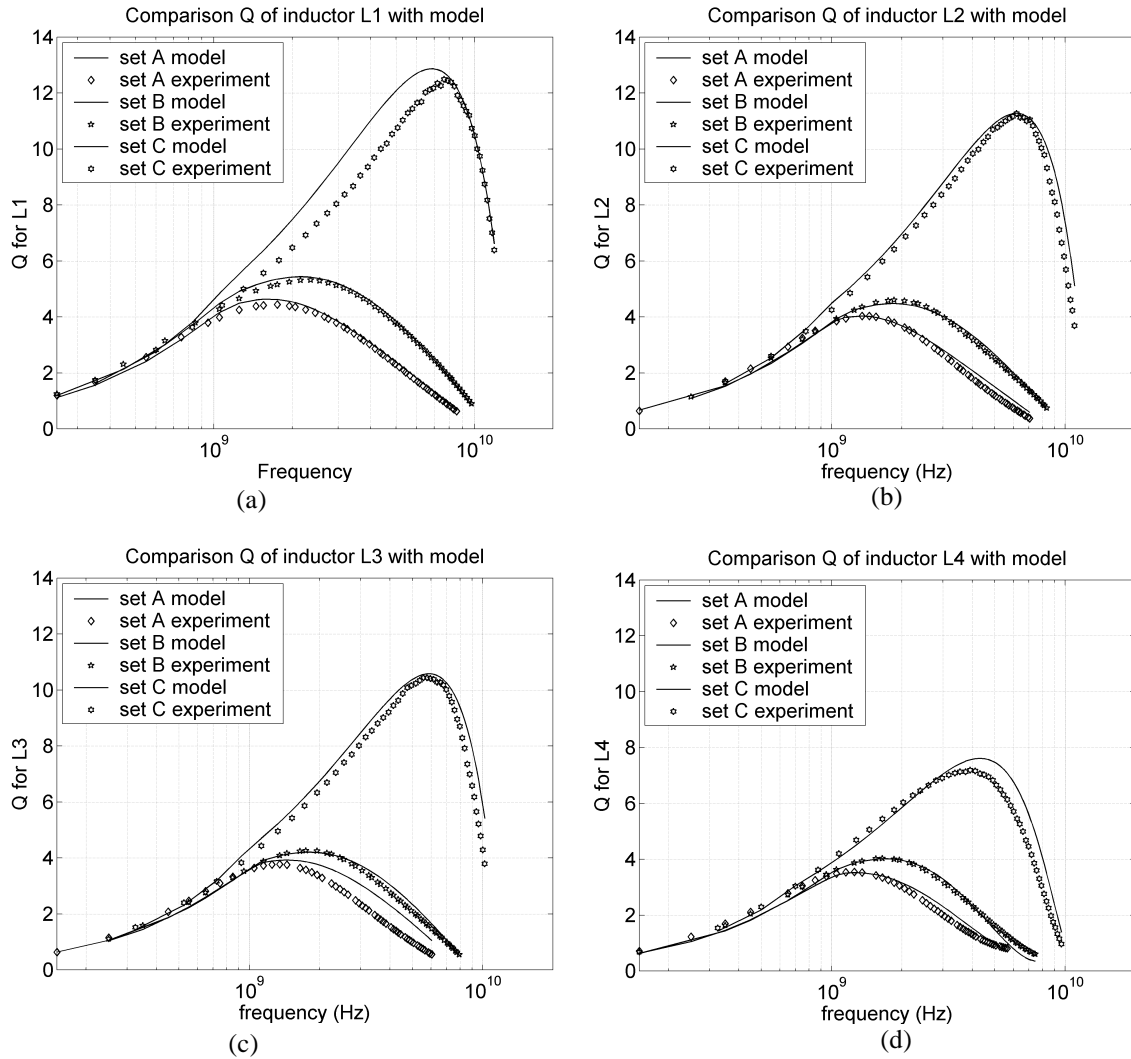 Comparison Q of inductor L1 with model
14
12
10
8
6
4
2
0
Q for L1
set A model
set A experiment
set B model
set B experiment
set C model
set C experiment
10^9
10^10
Frequency
(a)
Comparison Q of inductor L2 with model
14
12
10
8
6
4
2
0
Q for L2
set A model
set A experiment
set B model
set B experiment
set C model
set C experiment
10^9
10^10
frequency (Hz)
(b)
Comparison Q of inductor L3 with model
14
12
10
8
6
4
2
0
Q for L3
set A model
set A experiment
set B model
set B experiment
set C model
set C experiment
10^9
10^10
frequency (Hz)
(c)
Comparison Q of inductor L4 with model
14
12
10
8
6
4
2
0
Q for L4
set A model
set A experiment
set B model
set B experiment
set C model
set C experiment
10^9
10^10
frequency (Hz)
(d)